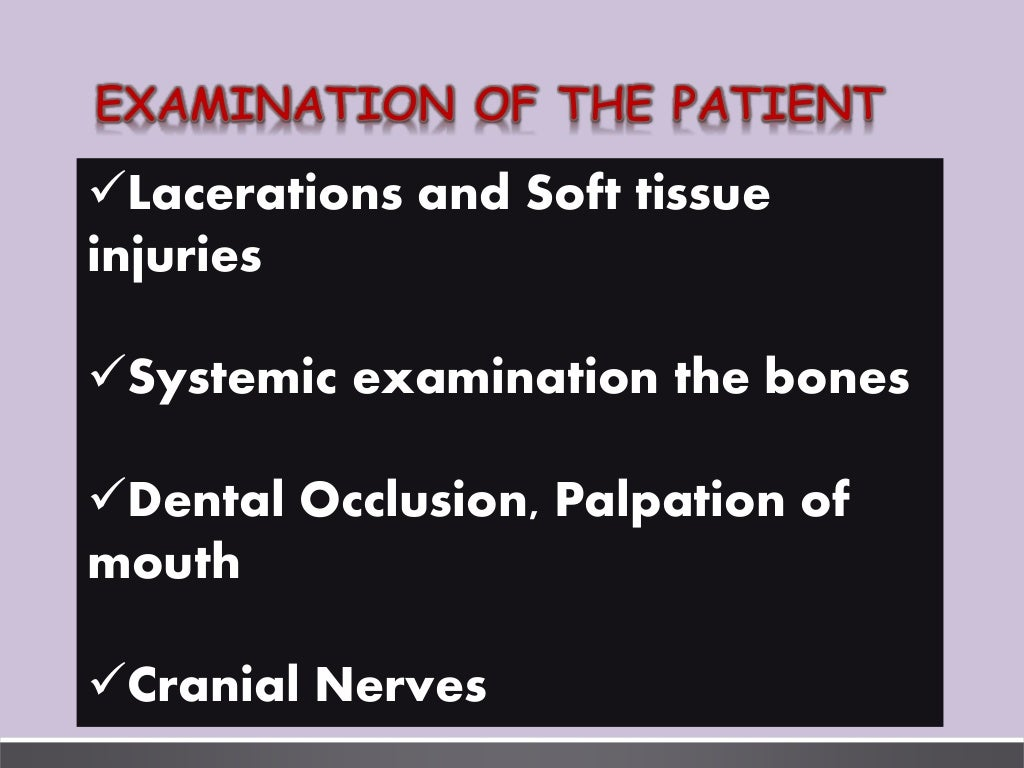 EXAMINATION OF THE PATIENT
✓Lacerations and Soft tissue
injuries
✓Systemic examination the bones
✓Dental Occlusion, Palpation of
mouth
✓Cranial Nerves